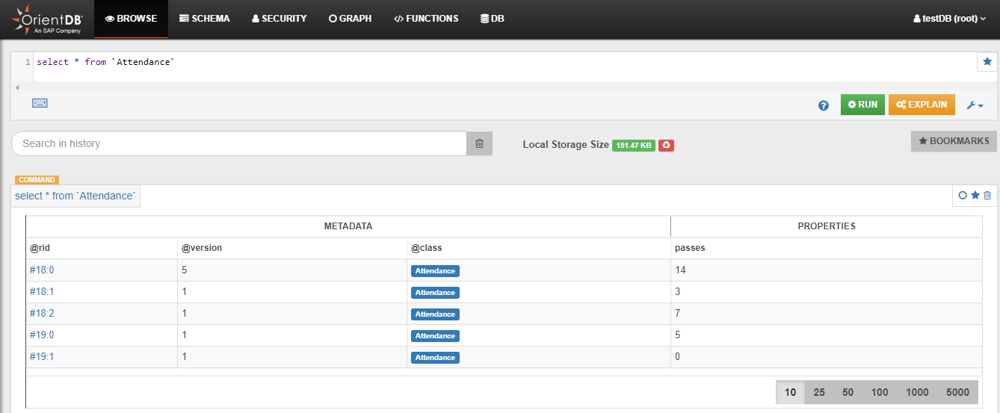 OrientDB® BROWSE SCHEMA SECURITY GRAPH FUNCTIONS DB testDB (root)
An SAP Company
1 select * from `Attendance`
RUN EXPLAIN
Search in history Local Storage Size 151.47 KB BOOKMARKS
COMMAND
select * from `Attendance`
METADATA PROPERTIES
@rid @version @class passes
#18:0 5 Attendance 14
#18:1 1 Attendance 3
#18:2 1 Attendance 7
#19:0 1 Attendance 5
#19:1 1 Attendance 0
10 25 50 100 1000 5000